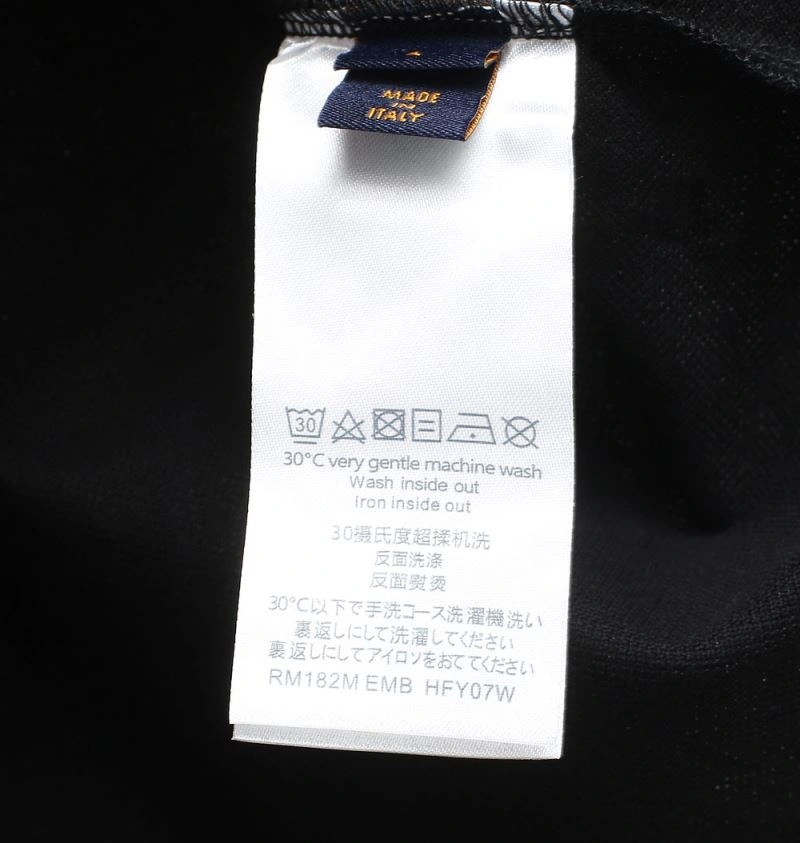 MADE
IN
ITALY
30
30°C very gentle machine wash
Wash inside out
Iron inside out
30摄氏度超揉机洗
反面洗涤
反面熨烫
30°C以下で手洗コース洗濯機洗い
裏返しにして洗濯してください
裏返しにしてアイロソをおててください
RM182M EMB HFY07W